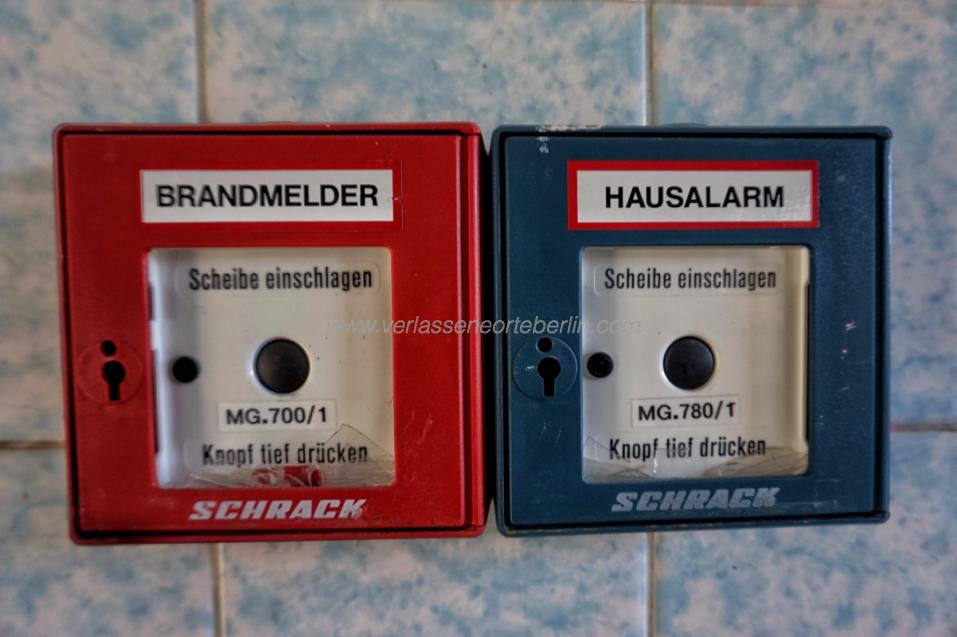 BRANDMELDER
Scheibe einschlagen
MG.700/1
Knopf tief drücken
SCHRACK
HAUSALARM
Scheibe einschlagen
MG.780/1
Knopf tief drücken
SCHRACK
www.verlasseneorteberlin.com